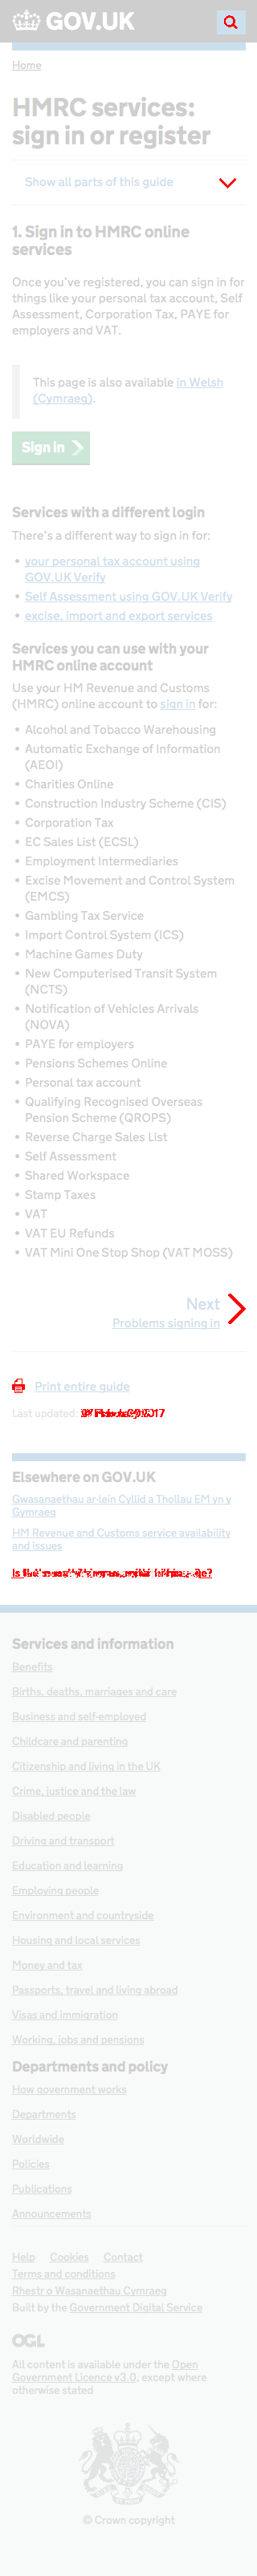 GOV.UK
Home
HMRC services:
sign in or register
Show all parts of this guide
1. Sign in to HMRC online
services
Once you've registered, you can sign in for
things like your personal tax account, Self
Assessment, Corporation Tax, PAYE for
employers and VAT.
This page is also available in Welsh
(Cymraeg).
Sign in
Services with a different login
There's a different way to sign in for:
• your personal tax account using
GOV.UK Verify
• Self Assessment using GOV.UK Verify
• excise, import and export services
Services you can use with your
HMRC online account
Use your HM Revenue and Customs
(HMRC) online account to sign in for:
• Alcohol and Tobacco Warehousing
• Automatic Exchange of Information
(AEOI)
• Charities Online
• Construction Industry Scheme (CIS)
• Corporation Tax
• EC Sales List (ECSL)
• Employment Intermediaries
• Excise Movement and Control System
(EMCS)
• Gambling Tax Service
• Import Control System (ICS)
• Machine Games Duty
• New Computerised Transit System
(NCTS)
• Notification of Vehicles Arrivals
(NOVA)
• PAYE for employers
• Pensions Schemes Online
• Personal tax account
• Qualifying Recognised Overseas
Pension Scheme (QROPS)
• Reverse Charge Sales List
• Self Assessment
• Shared Workspace
• Stamp Taxes
• VAT
• VAT EU Refunds
• VAT Mini One Stop Shop (VAT MOSS)
Next
Problems signing in
Print entire guide
Last updated:
Elsewhere on GOV.UK
Gwasanaethau ar-lein Cyllid a Thollau EM yn y
Gymraeg
HM Revenue and Customs service availability
and issues
Services and information
Benefits
Births, deaths, marriages and care
Business and self-employed
Childcare and parenting
Citizenship and living in the UK
Crime, justice and the law
Disabled people
Driving and transport
Education and learning
Employing people
Environment and countryside
Housing and local services
Money and tax
Passports, travel and living abroad
Visas and immigration
Working, jobs and pensions
Departments and policy
How government works
Departments
Worldwide
Policies
Publications
Announcements
Help Cookies Contact
Terms and conditions
Rhestr o Wasanaethau Cymraeg
Built by the Government Digital Service
OGL
All content is available under the Open
Government Licence v3.0, except where
otherwise stated
© Crown copyright